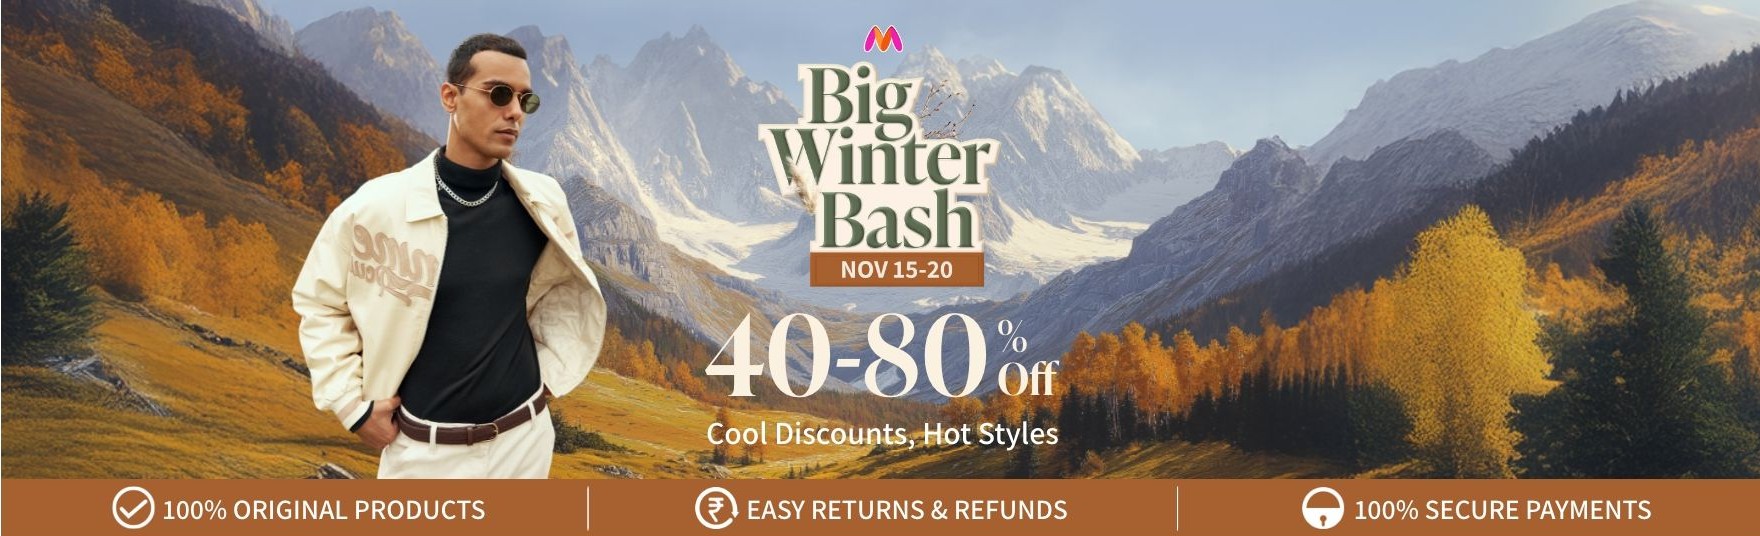 Big
Winter
Bash
NOV 15-20
40-80% Off
Cool Discounts, Hot Styles
100% ORIGINAL PRODUCTS
EASY RETURNS & REFUNDS
100% SECURE PAYMENTS